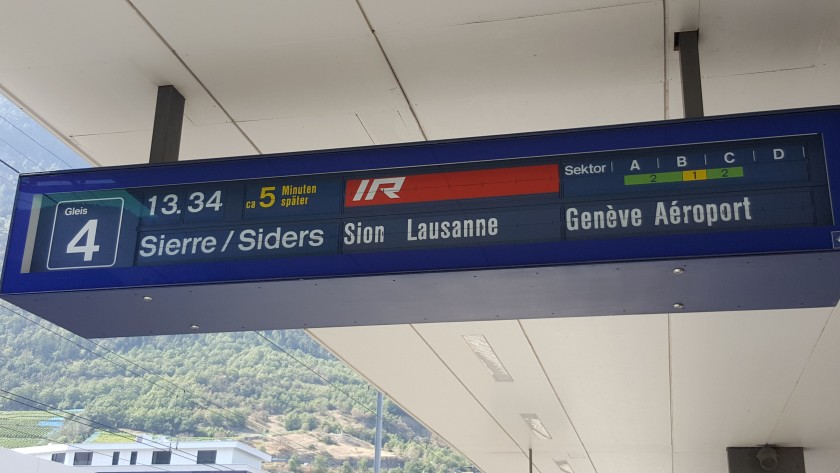 Gleis
4
13.34
ca 5 Minuten später
IR
Sektor A B C D
2 1 2
Sierre / Siders
Sion Lausanne
Genève Aéroport